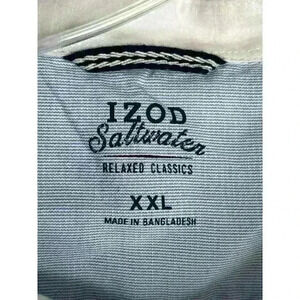 IZOD
Saltwater
RELAXED CLASSICS
XXL
MADE IN BANGLADESH